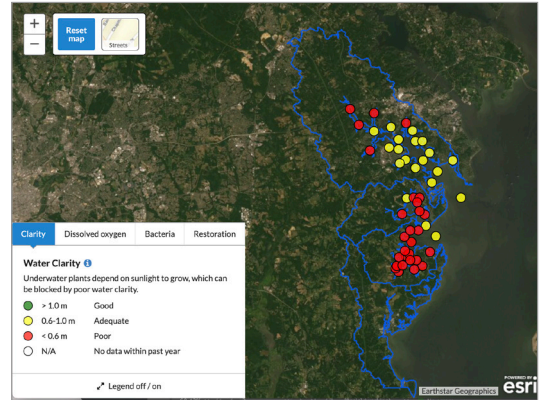 +
−
Reset
map
Streets
Clarity
Dissolved oxygen
Bacteria
Restoration
Water Clarity i
Underwater plants depend on sunlight to grow, which can
be blocked by poor water clarity.
> 1.0 m Good
0.6-1.0 m Adequate
< 0.6 m Poor
N/A No data within past year
Legend off / on
Earthstar Geographics
POWERED BY
esri